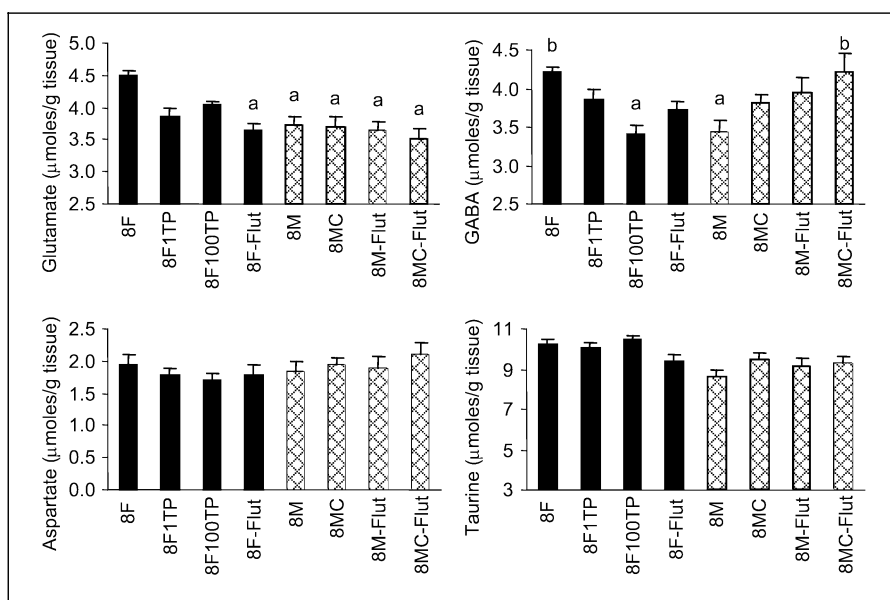 Glutamate (μmoles/g tissue)
5.0
4.5
4.0
3.5
3.0
2.5
a
a
a
a
a
8F
8F1TP
8F100TP
8F-Flut
8M
8MC
8M-Flut
8MC-Flut
GABA (μmoles/g tissue)
4.5
4.0
3.5
3.0
2.5
b
a
a
b
8F
8F1TP
8F100TP
8F-Flut
8M
8MC
8M-Flut
8MC-Flut
Aspartate (μmoles/g tissue)
2.5
2.0
1.5
1.0
0.5
0.0
8F
8F1TP
8F100TP
8F-Flut
8M
8MC
8M-Flut
8MC-Flut
Taurine (μmoles/g tissue)
11
9
7
5
3
8F
8F1TP
8F100TP
8F-Flut
8M
8MC
8M-Flut
8MC-Flut